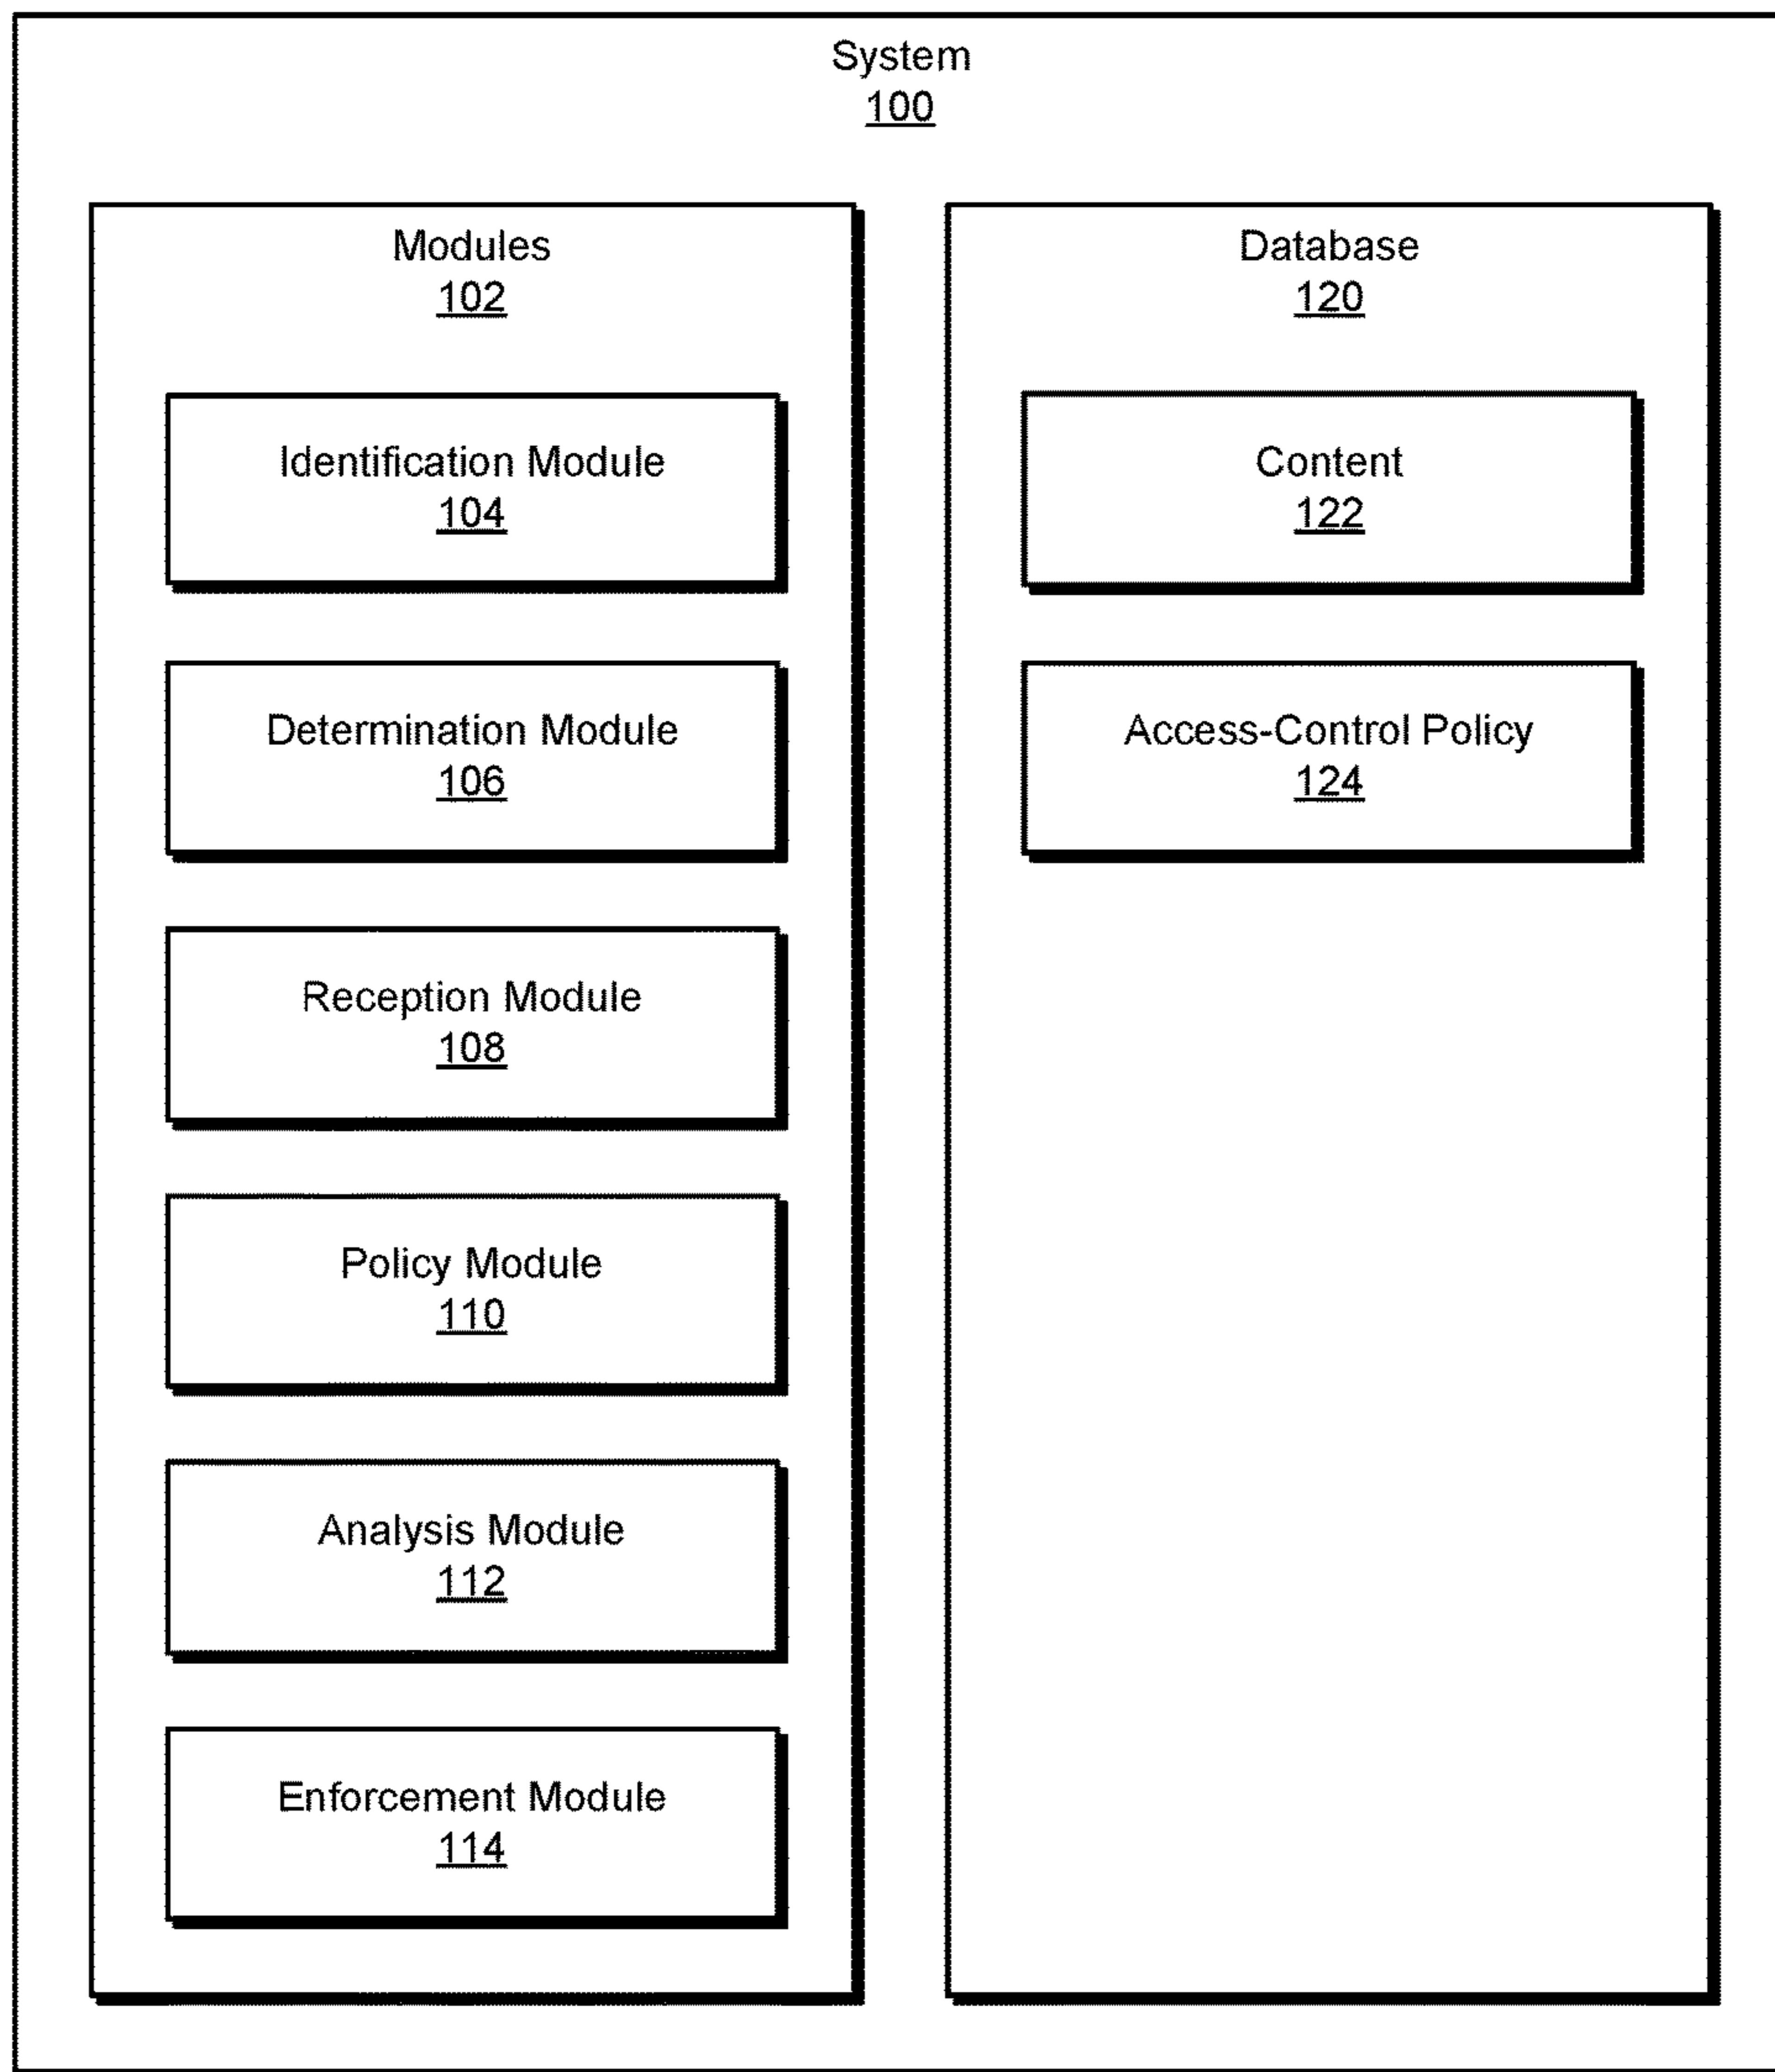 System
100
Modules
102
Identification Module
104
Determination Module
106
Reception Module
108
Policy Module
110
Analysis Module
112
Enforcement Module
114
Database
120
Content
122
Access-Control Policy
124